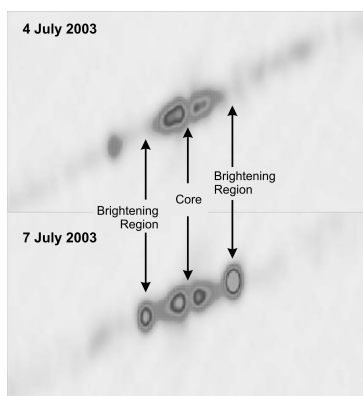 4 July 2003
Brightening
Region
Core
Brightening
Region
7 July 2003